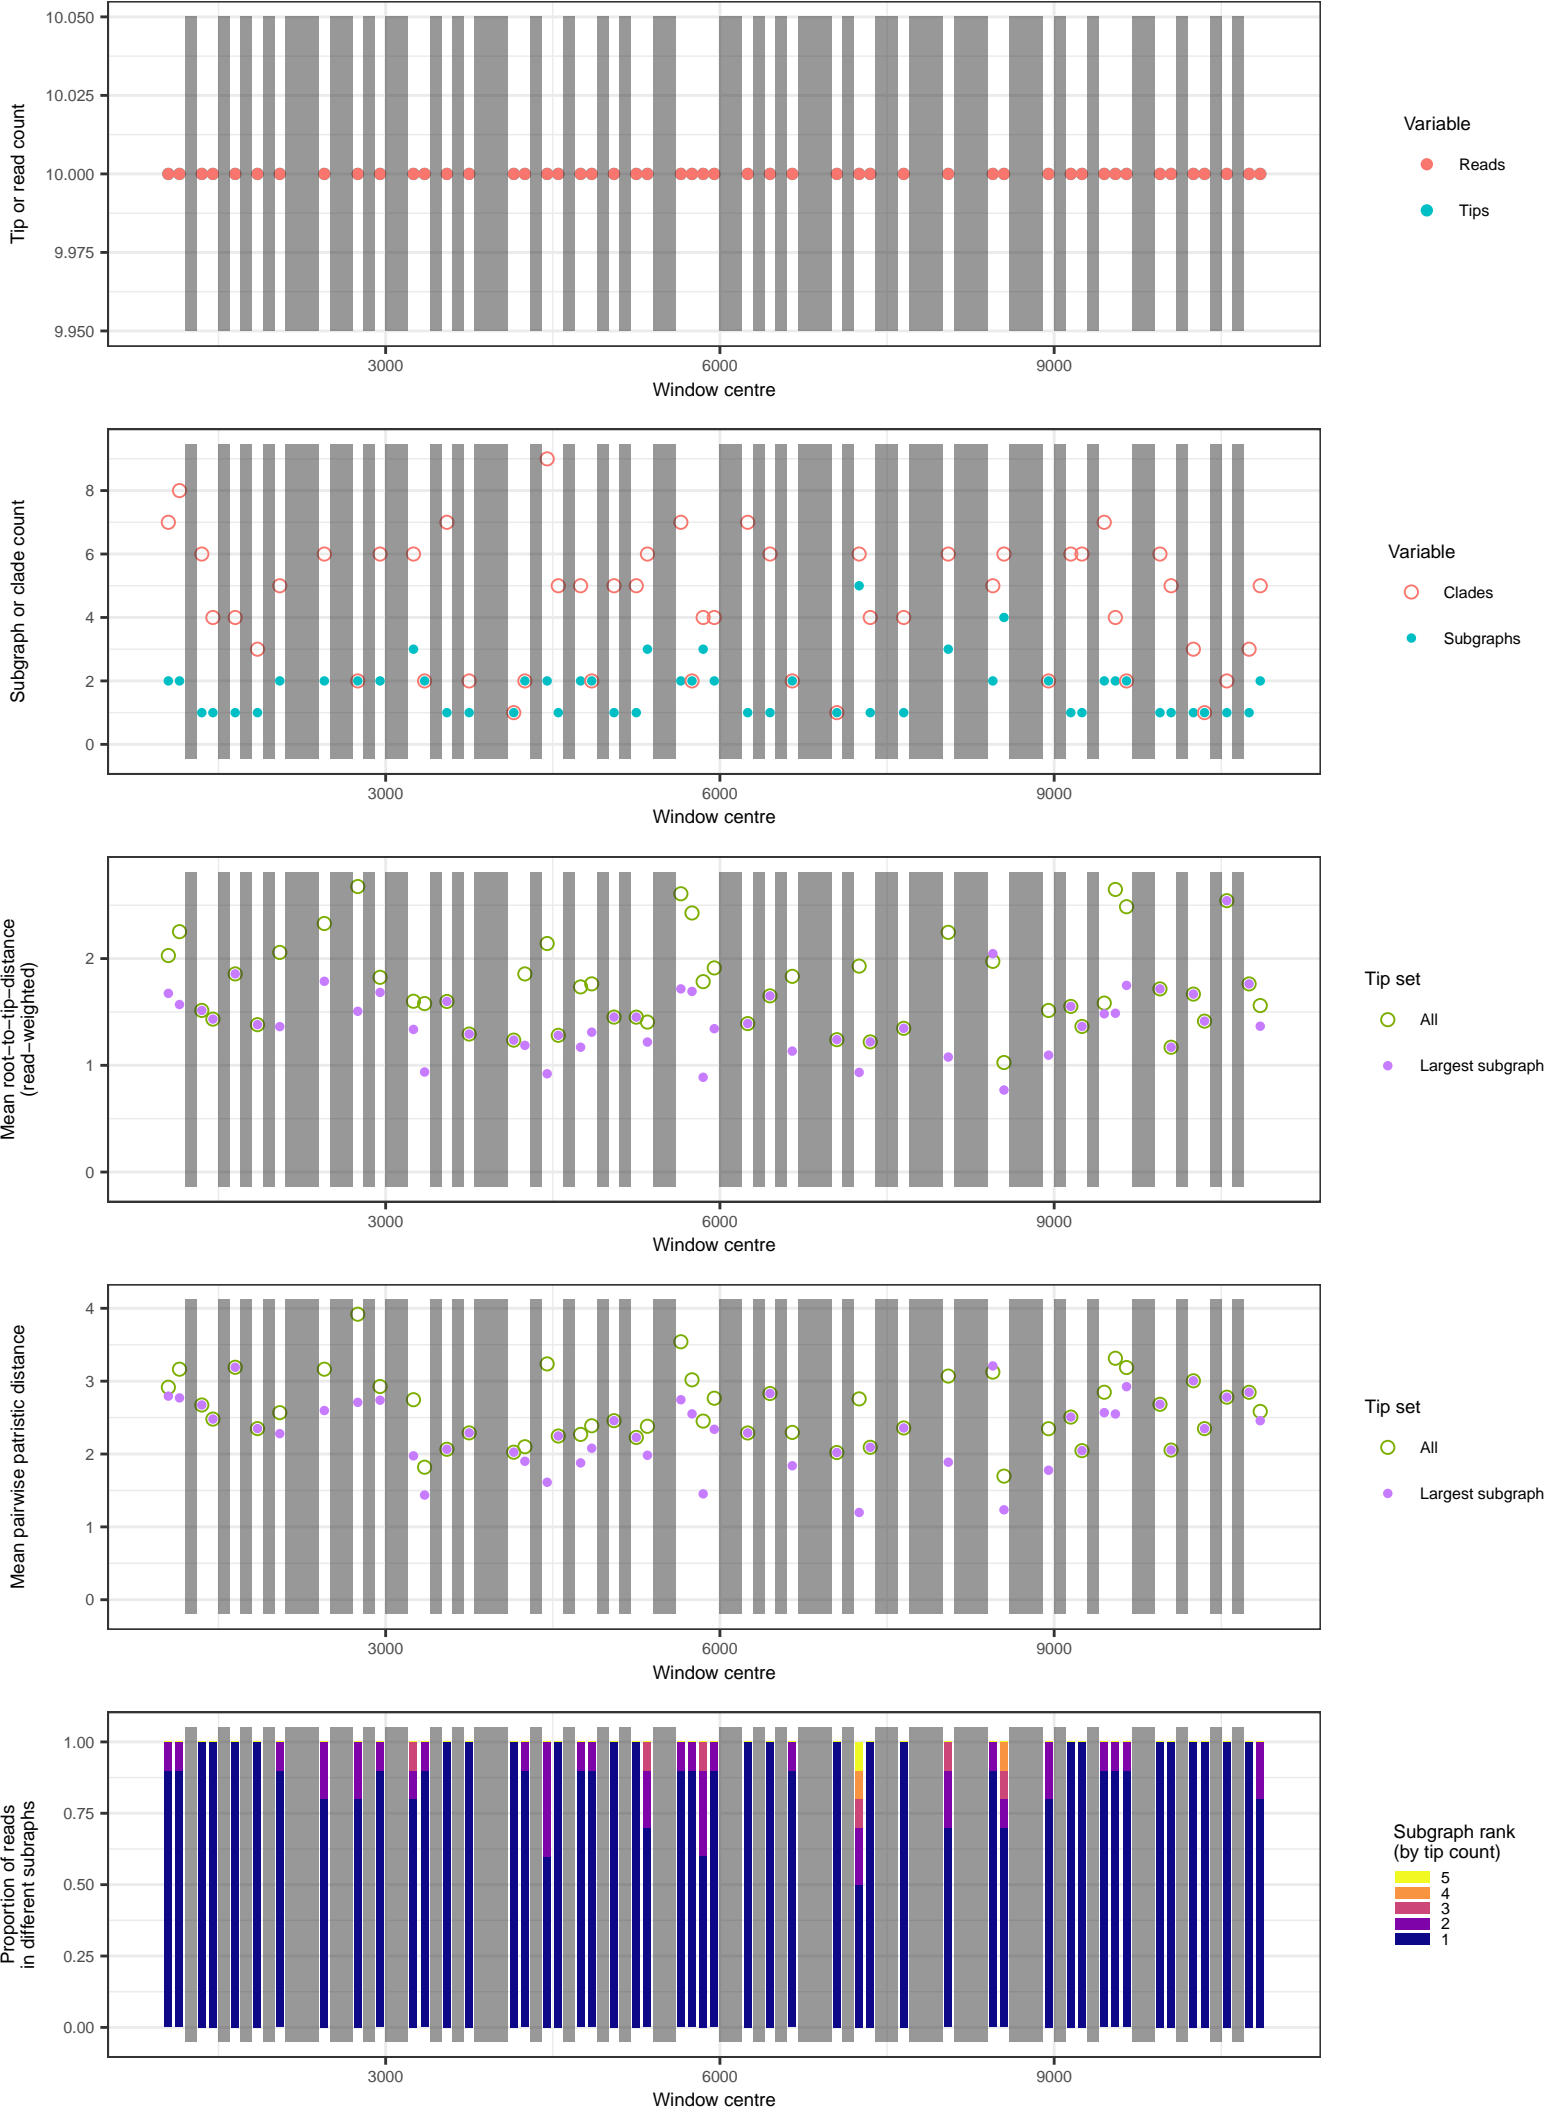 10.050
10.025
10.000
9.975
9.950
Tip or read count
3000 6000 9000
Window centre
Variable
Reads
Tips
8
6
4
2
0
Subgraph or clade count
3000 6000 9000
Window centre
Variable
Clades
Subgraphs
2
1
0
Mean root−to−tip−distance
(read−weighted)
3000 6000 9000
Window centre
Tip set
All
Largest subgraph
4
3
2
1
0
Mean pairwise patristic distance
3000 6000 9000
Window centre
Tip set
All
Largest subgraph
1.00
0.75
0.50
0.25
0.00
Proportion of reads
in different subraphs
3000 6000 9000
Window centre
Subgraph rank
(by tip count)
5
4
3
2
1